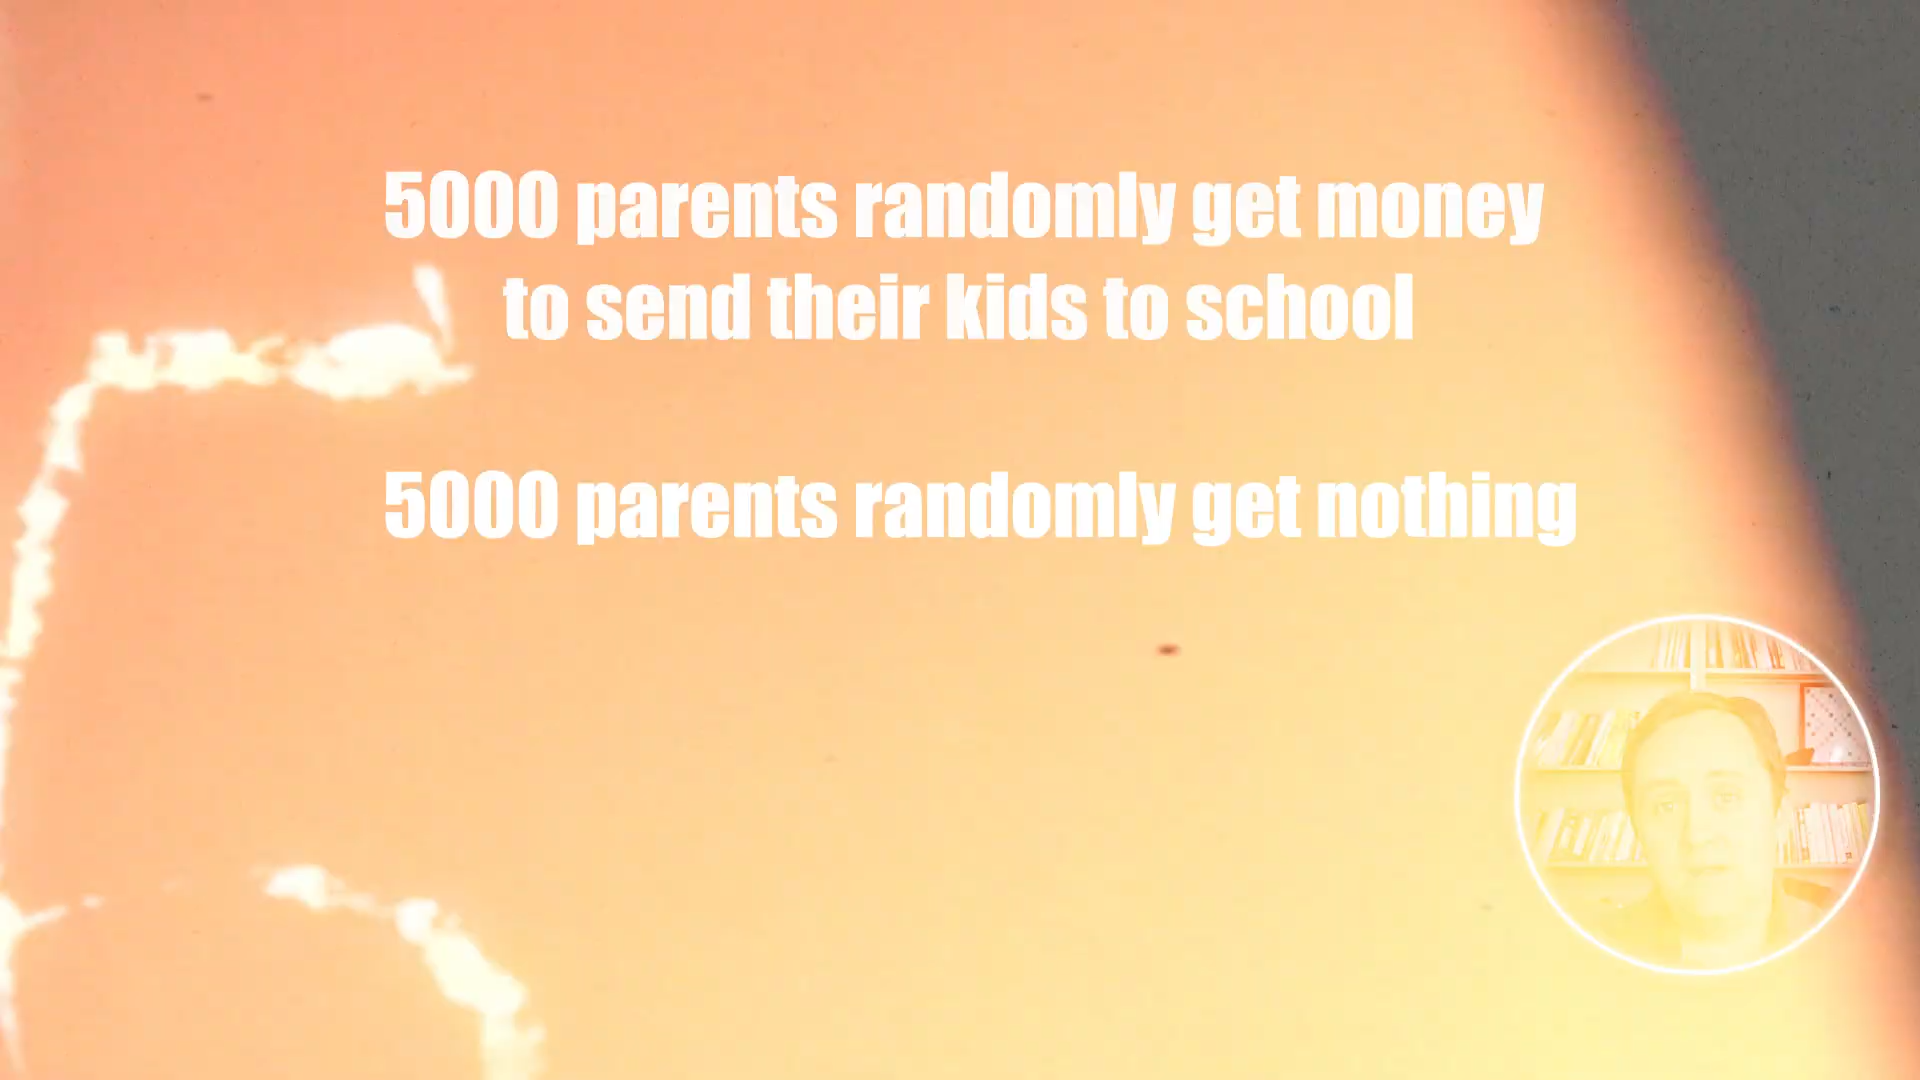 5000 parents randomly get money
to send their kids to school
5000 parents randomly get nothing